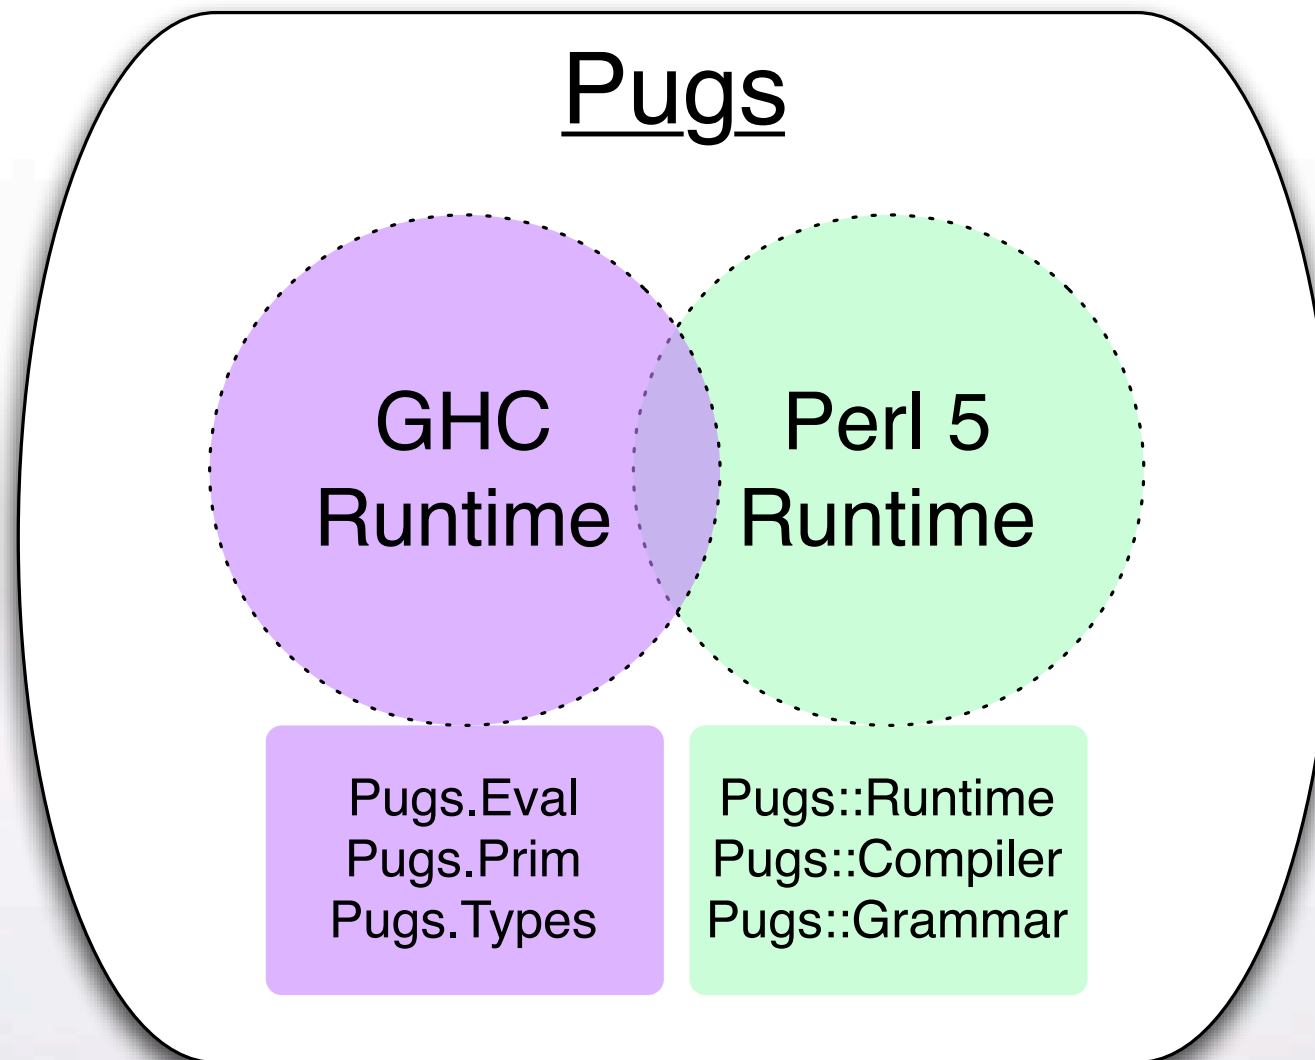 Pugs
GHC
Runtime
Perl 5
Runtime
Pugs.Eval
Pugs.Prim
Pugs.Types
Pugs::Runtime
Pugs::Compiler
Pugs::Grammar